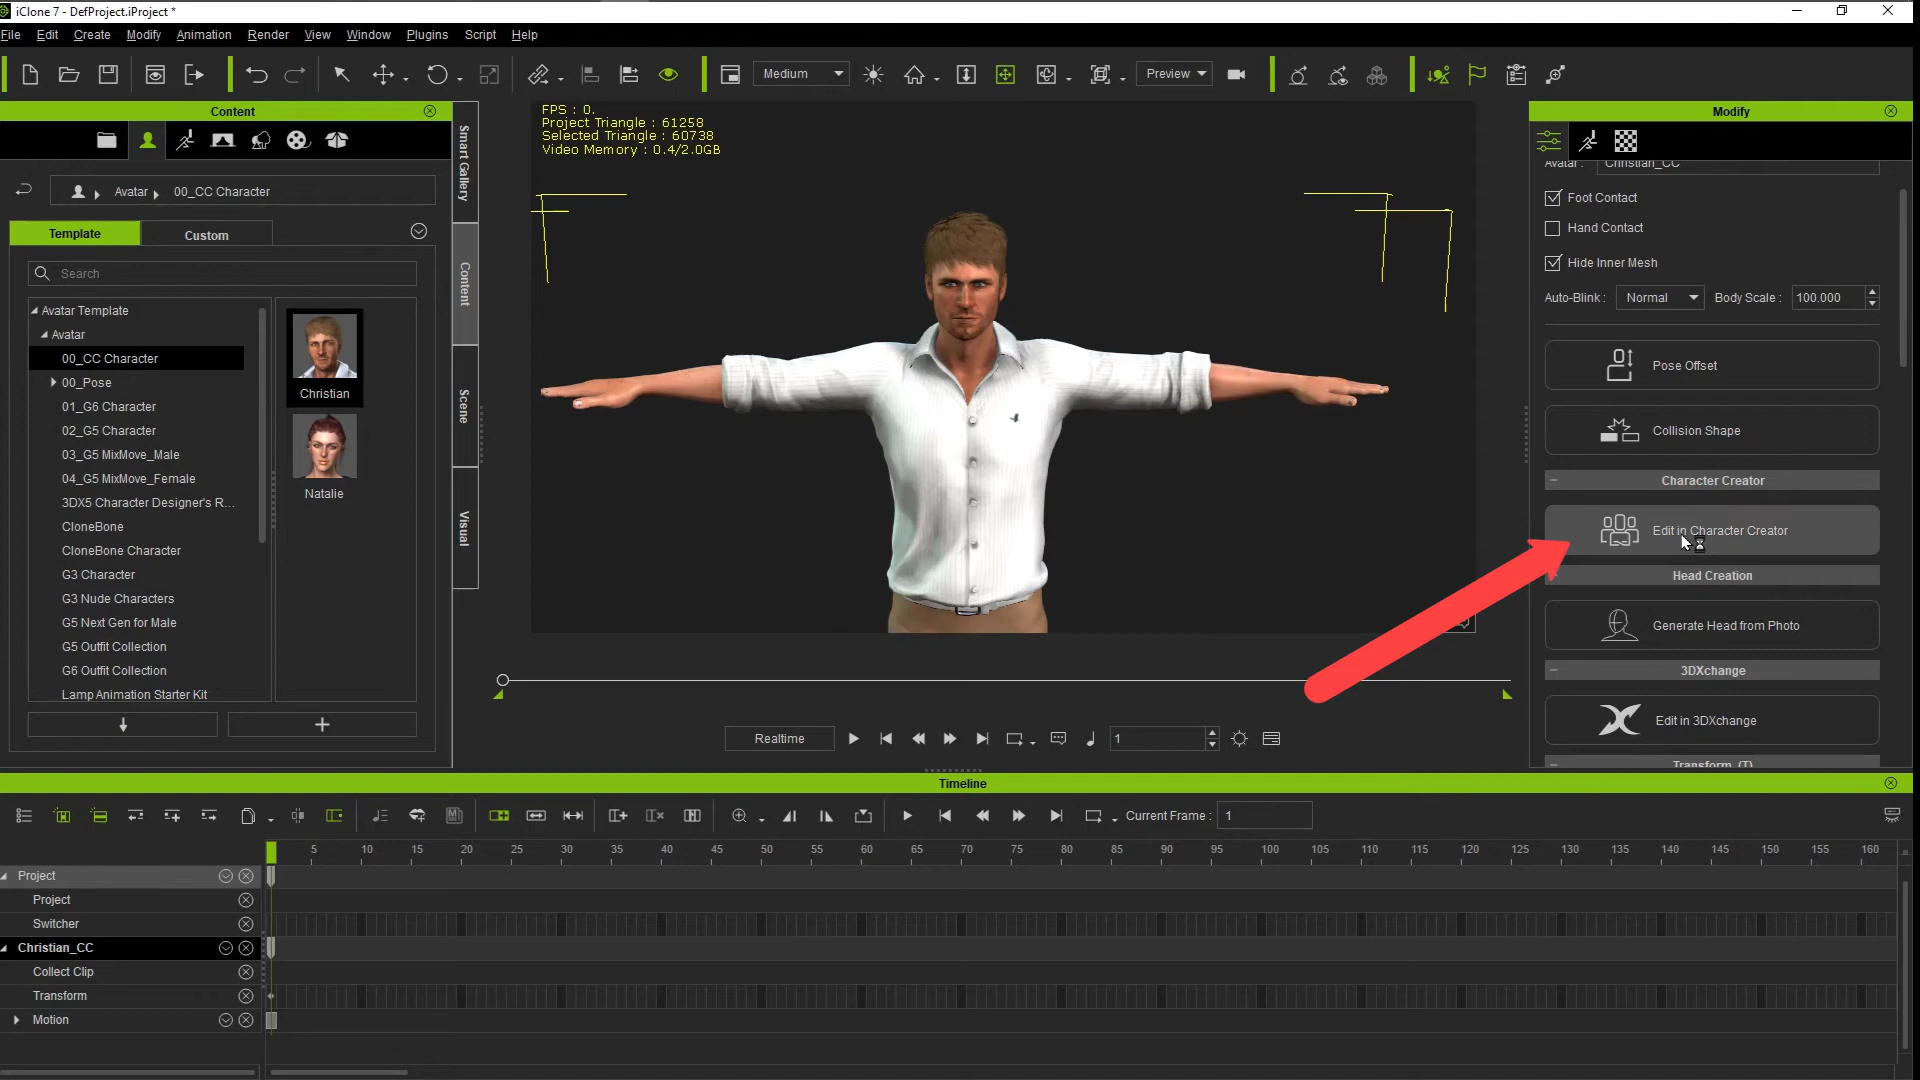 iClone 7 - DefProject.iProject *
File Edit Create Modify Animation Render View Window Plugins Script Help
Medium
Preview
Content
Avatar 00_CC Character
Template Custom
Search
Avatar Template
Avatar
00_CC Character
00_Pose
01_G6 Character
02_G5 Character
03_G5 MixMove_Male
04_G5 MixMove_Female
3DX5 Character Designer's R...
CloneBone
CloneBone Character
G3 Character
G3 Nude Characters
G5 Next Gen for Male
G5 Outfit Collection
G6 Outfit Collection
Lamp Animation Starter Kit
Christian
Natalie
Smart Gallery
Content
Scene
Visual
FPS : 0.
Project Triangle : 61258
Selected Triangle : 60738
Video Memory : 0.4/2.0GB
Realtime
1
Modify
Avatar : Christian_CC
Foot Contact
Hand Contact
Hide Inner Mesh
Auto-Blink : Normal Body Scale : 100.000
Pose Offset
Collision Shape
Character Creator
Edit in Character Creator
Head Creation
Generate Head from Photo
3DXchange
Edit in 3DXchange
Transform (T)
Timeline
Current Frame : 1
5 10 15 20 25 30 35 40 45 50 55 60 65 70 75 80 85 90 95 100 105 110 115 120 125 130 135 140 145 150 155 160
Project
Project
Switcher
Christian_CC
Collect Clip
Transform
Motion